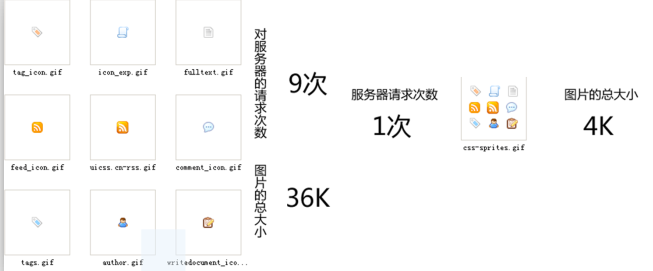 tag_icon.gif
icon_exp.gif
fulltext.gif
feed_icon.gif
uicss.cn-rss.gif
comment_icon.gif
tags.gif
author.gif
writedocument_ico...
对服务器的请求次数
9次
图片的总大小
36K
服务器请求次数
1次
css-sprites.gif
图片的总大小
4K